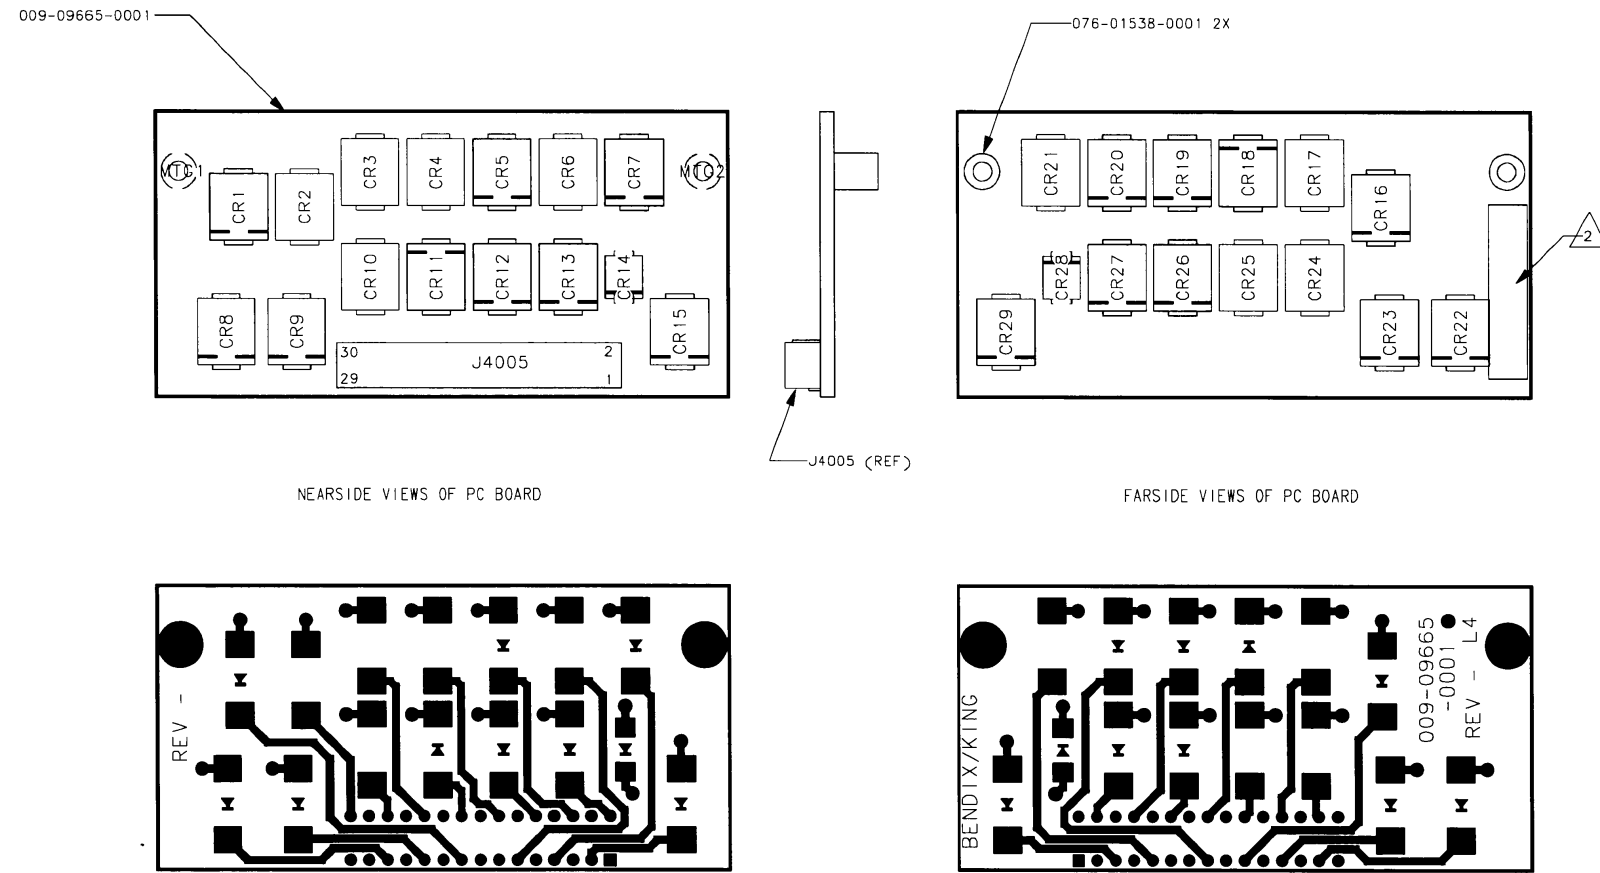 009-09665-0001
076-01538-0001 2X
MTG1
CR1
CR2
CR3
CR4
CR5
CR6
CR7
MTG2
CR8
CR9
CR10
CR11
CR12
CR13
CR14
CR15
30
2
J4005
29
1
J4005 (REF)
CR21
CR20
CR19
CR18
CR17
CR16
2
CR28
CR27
CR26
CR25
CR24
CR29
CR23
CR22
NEARSIDE VIEWS OF PC BOARD
FARSIDE VIEWS OF PC BOARD
REV -
BENDIX/KING
009-09665
-0001
REV - L4